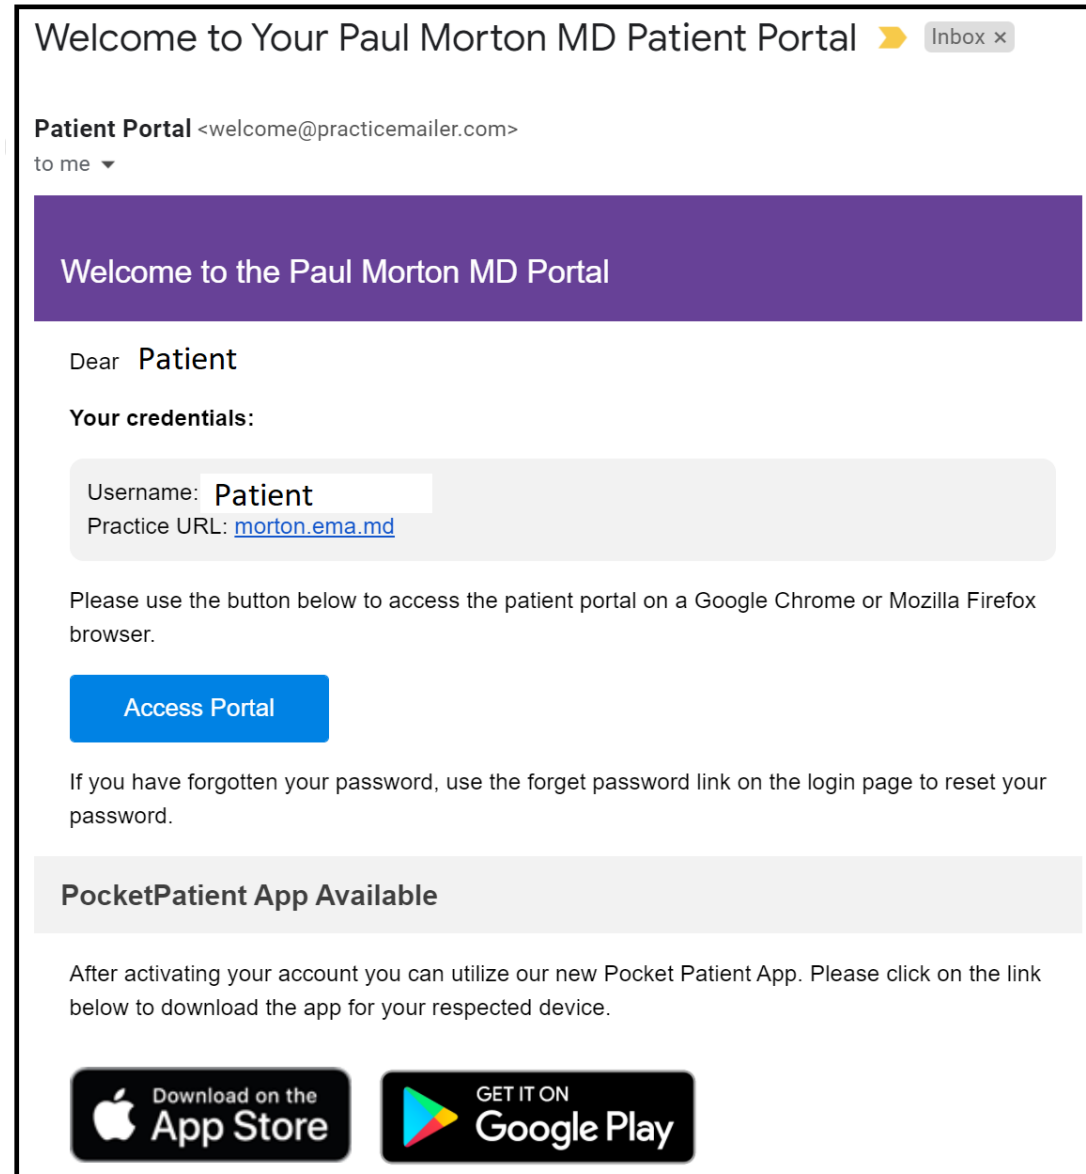 Welcome to Your Paul Morton MD Patient Portal Inbox ×
Patient Portal <welcome@practicemailer.com>
to me
Welcome to the Paul Morton MD Portal
Dear Patient
Your credentials:
Username: Patient
Practice URL: morton.ema.md
Please use the button below to access the patient portal on a Google Chrome or Mozilla Firefox
browser.
Access Portal
If you have forgotten your password, use the forget password link on the login page to reset your
password.
PocketPatient App Available
After activating your account you can utilize our new Pocket Patient App. Please click on the link
below to download the app for your respected device.
Download on the
App Store
GET IT ON
Google Play